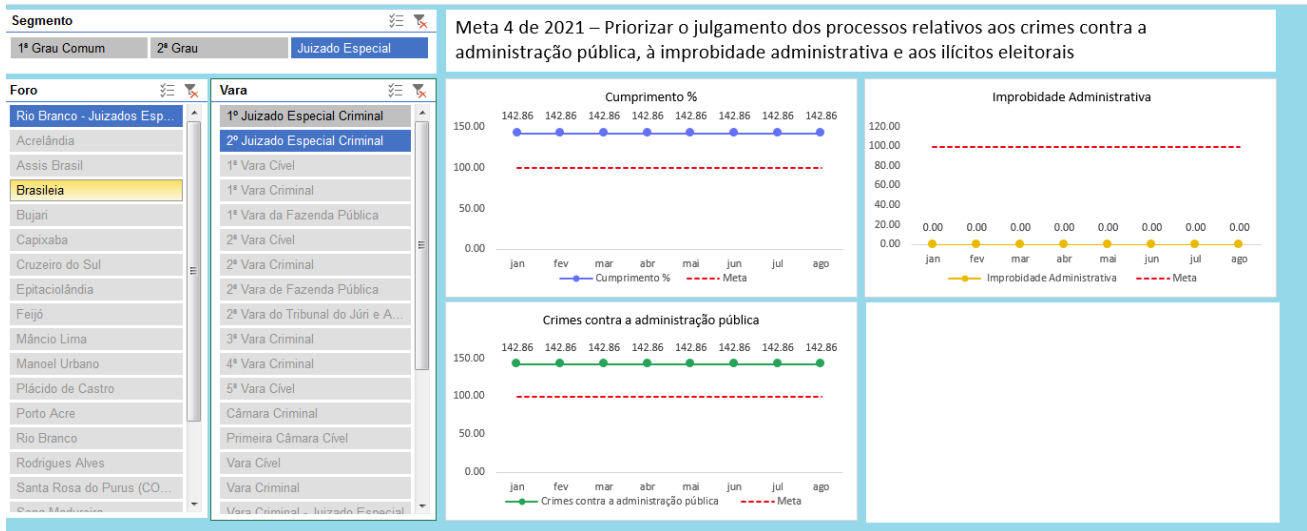 Segmento
1ª Grau Comum
2ª Grau
Juizado Especial
Meta 4 de 2021 – Priorizar o julgamento dos processos relativos aos crimes contra a
administração pública, à improbidade administrativa e aos ilícitos eleitorais
Foro
Rio Branco - Juizados Esp...
Acrelândia
Assis Brasil
Brasileia
Bujari
Capixaba
Cruzeiro do Sul
Epitaciolândia
Feijó
Mâncio Lima
Manoel Urbano
Plácido de Castro
Porto Acre
Rio Branco
Rodrigues Alves
Santa Rosa do Purus (CO...
Sena Madureira
Vara
1º Juizado Especial Criminal
2º Juizado Especial Criminal
1ª Vara Cível
1ª Vara Criminal
1ª Vara da Fazenda Pública
2ª Vara Cível
2ª Vara Criminal
2ª Vara de Fazenda Pública
2ª Vara do Tribunal do Júri e A...
3ª Vara Criminal
4ª Vara Criminal
5ª Vara Cível
Câmara Criminal
Primeira Câmara Cível
Vara Cível
Vara Criminal
Vara Criminal - Juizado Especial
Cumprimento %
142.86 142.86 142.86 142.86 142.86 142.86 142.86 142.86
150.00
100.00
50.00
0.00
jan fev mar abr mai jun jul ago
Cumprimento % Meta
Improbidade Administrativa
120.00
100.00
80.00
60.00
40.00
20.00
0.00
0.00 0.00 0.00 0.00 0.00 0.00 0.00 0.00
jan fev mar abr mai jun jul ago
Improbidade Administrativa Meta
Crimes contra a administração pública
142.86 142.86 142.86 142.86 142.86 142.86 142.86 142.86
150.00
100.00
50.00
0.00
jan fev mar abr mai jun jul ago
Crimes contra a administração pública Meta